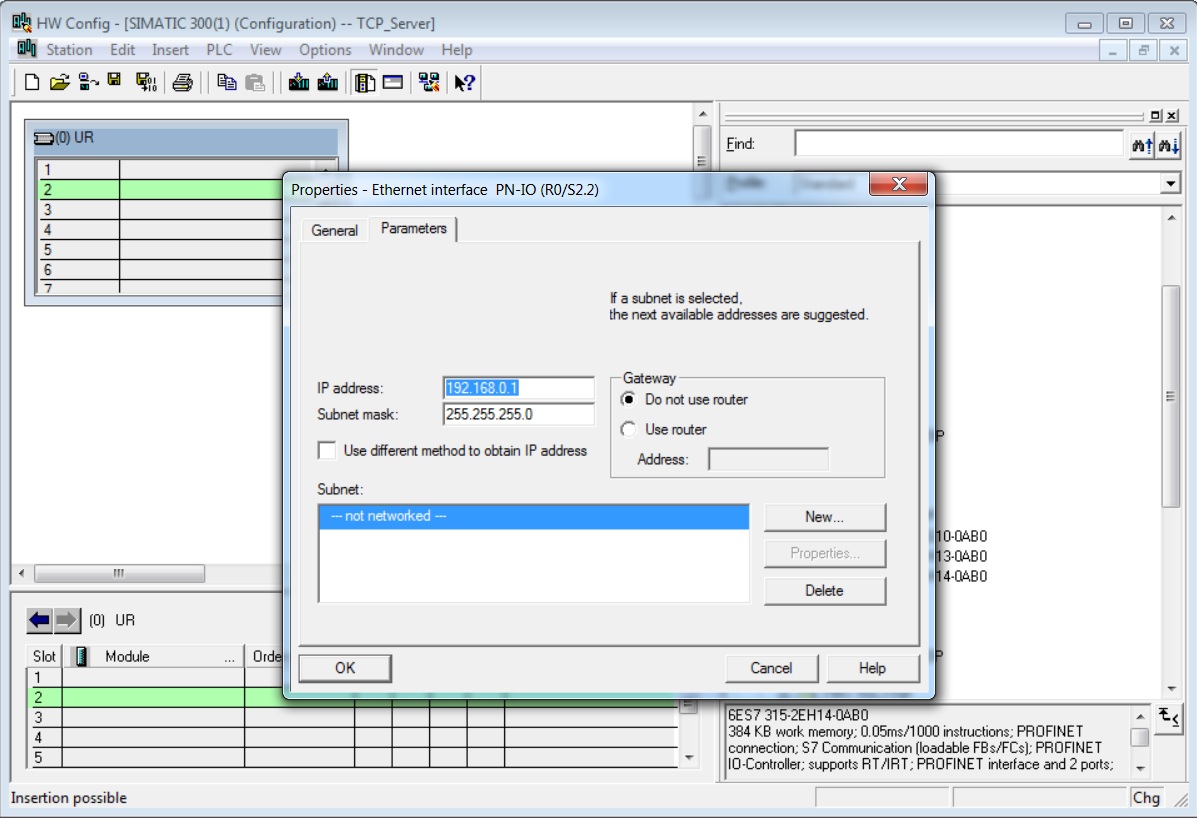 HW Config - [SIMATIC 300(1) (Configuration) -- TCP_Server]
Station Edit Insert PLC View Options Window Help
(0) UR
1
2
3
4
5
6
7
Find:
Profile: Standard
Properties - Ethernet interface PN-IO (R0/S2.2)
General Parameters
If a subnet is selected,
the next available addresses are suggested.
IP address: 192.168.0.1
Subnet mask: 255.255.255.0
Use different method to obtain IP address
Gateway
Do not use router
Use router
Address:
Subnet:
--- not networked ---
New...
Properties...
Delete
OK Cancel Help
P
10-0AB0
13-0AB0
14-0AB0
P
(0) UR
Slot Module ... Orde
1
2
3
4
5
6ES7 315-2EH14-0AB0
384 KB work memory; 0.05ms/1000 instructions; PROFINET
connection; S7 Communication (loadable FBs/FCs); PROFINET
IO-Controller; supports RT/IRT; PROFINET interface and 2 ports;
Insertion possible
Chg